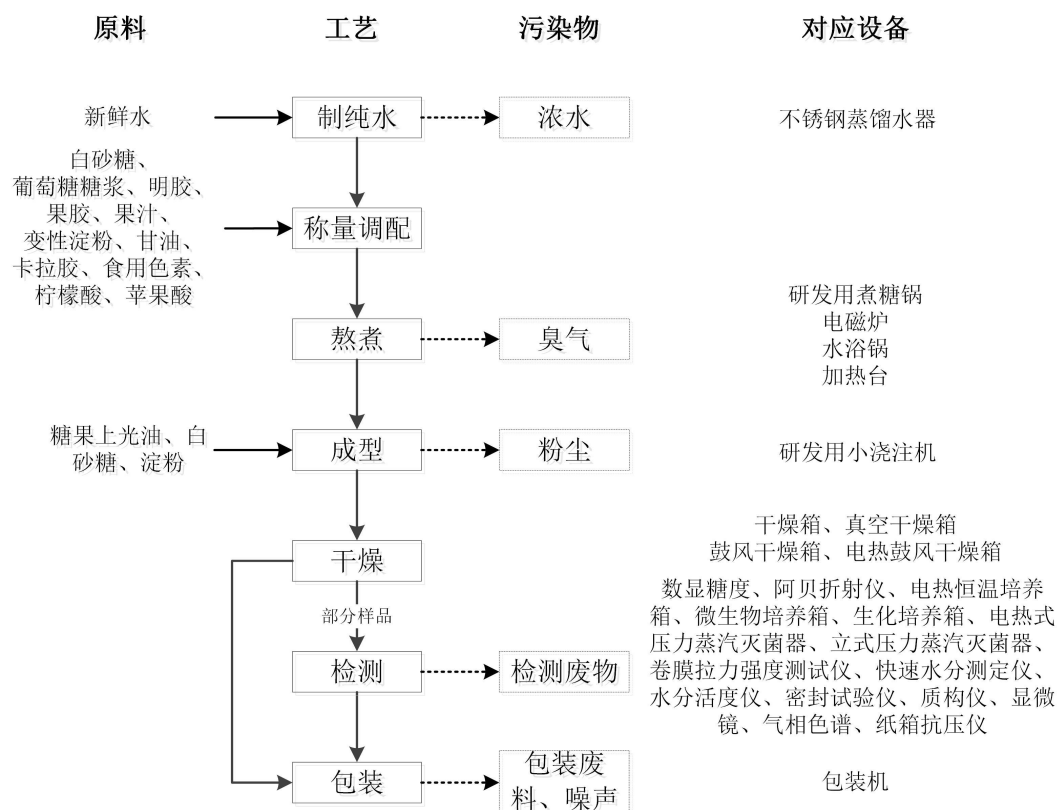 原料 工艺 污染物 对应设备
新鲜水 制纯水 浓水 不锈钢蒸馏水器
白砂糖、
葡萄糖糖浆、明胶、
果胶、果汁、
变性淀粉、甘油、
卡拉胶、食用色素、
柠檬酸、苹果酸
称量调配
熬煮 臭气
研发用煮糖锅
电磁炉
水浴锅
加热台
糖果上光油、白
砂糖、淀粉
成型 粉尘 研发用小浇注机
干燥
干燥箱、真空干燥箱
鼓风干燥箱、电热鼓风干燥箱
部分样品
检测 检测废物
数显糖度、阿贝折射仪、电热恒温培养
箱、微生物培养箱、生化培养箱、电热式
压力蒸汽灭菌器、立式压力蒸汽灭菌器、
卷膜拉力强度测试仪、快速水分测定仪、
水分活度仪、密封试验仪、质构仪、显微
镜、气相色谱、纸箱抗压仪
包装
包装废
料、噪声
包装机